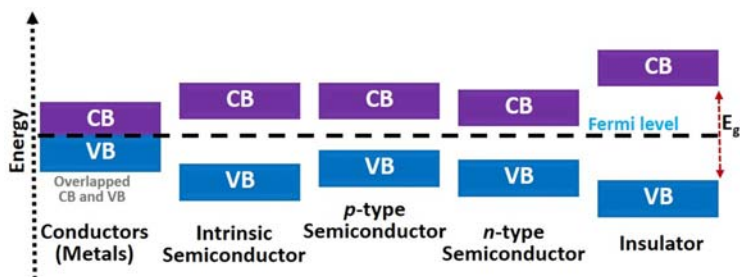 Energy
CB
VB
Overlapped
CB and VB
Conductors
(Metals)
CB
VB
Intrinsic
Semiconductor
CB
VB
p-type
Semiconductor
CB
VB
n-type
Semiconductor
Fermi level
CB
VB
Insulator
Eg